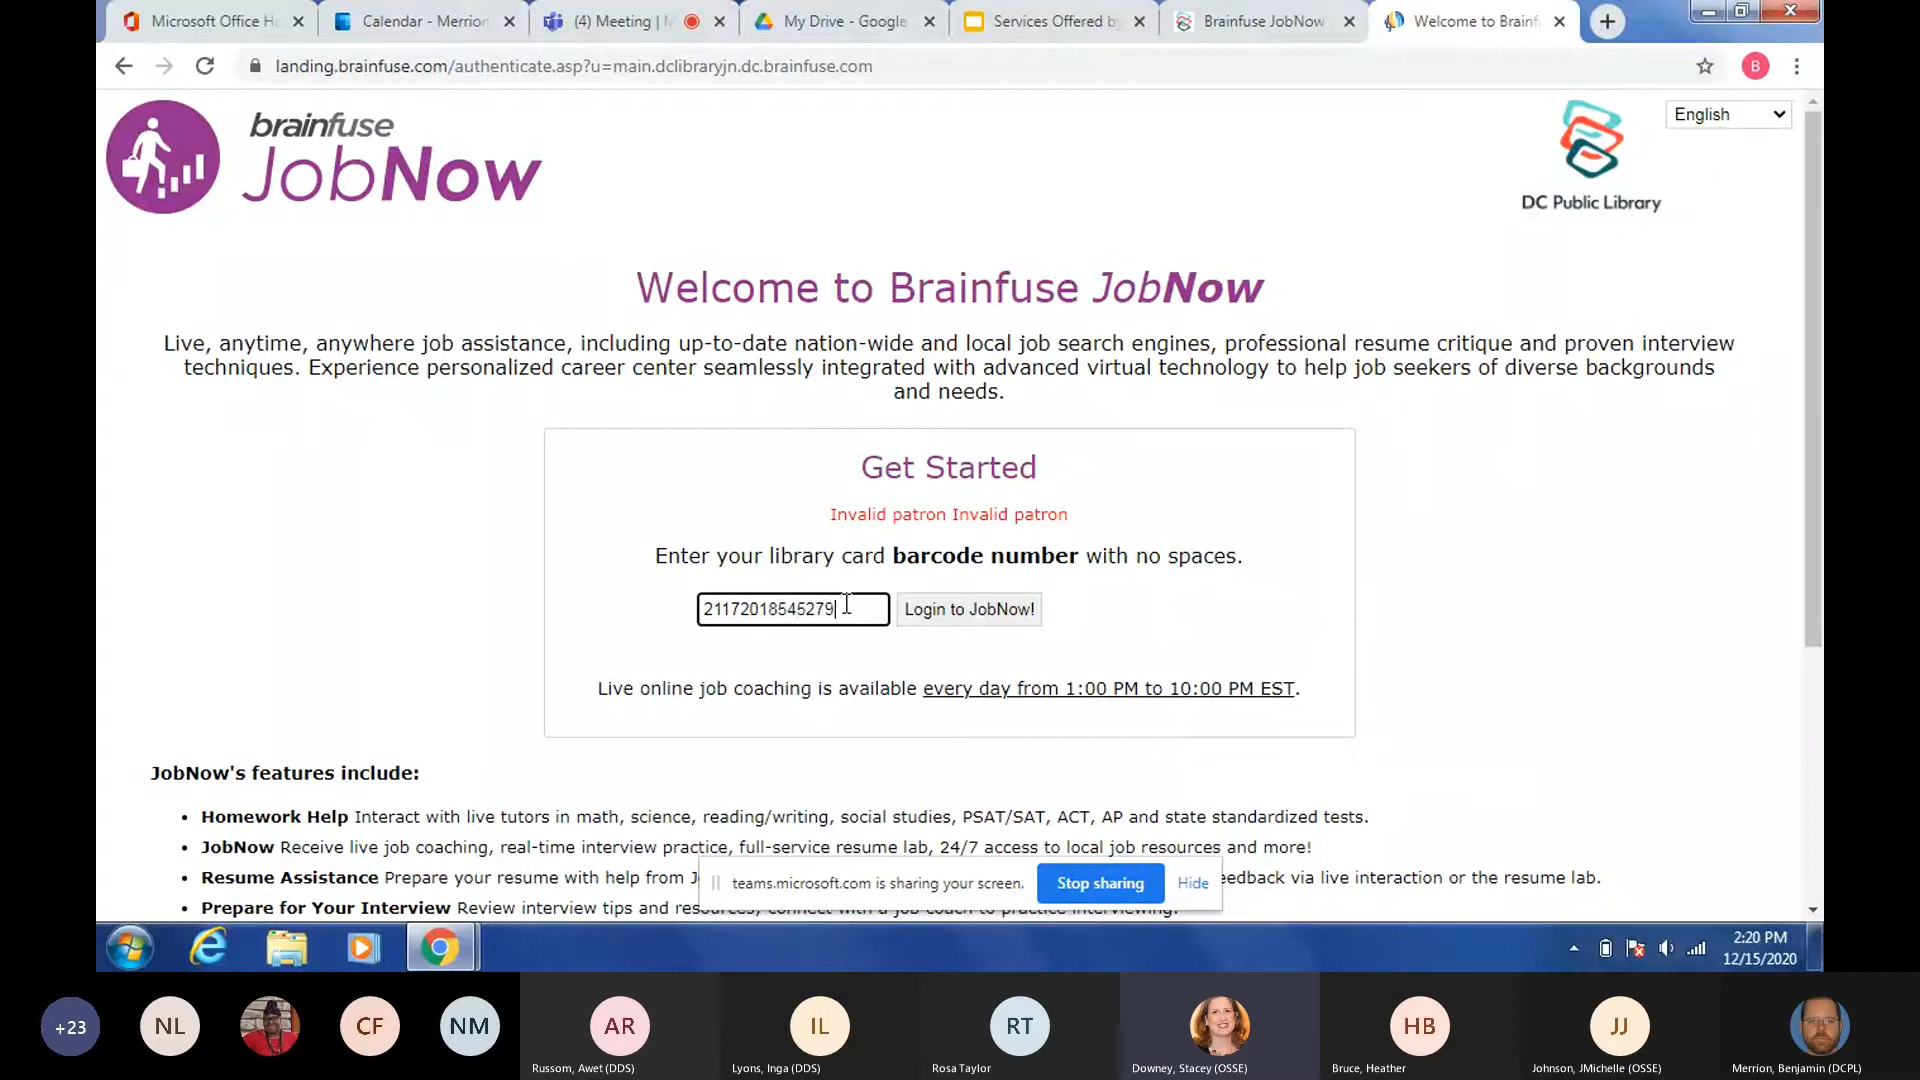 Microsoft Office Ho
Calendar - Merrion
(4) Meeting | M
My Drive - Google
Services Offered by
Brainfuse JobNow
Welcome to Brainf
landing.brainfuse.com/authenticate.asp?u=main.dclibraryjn.dc.brainfuse.com
B
brainfuse
JobNow
English
DC Public Library
Welcome to Brainfuse JobNow
Live, anytime, anywhere job assistance, including up-to-date nation-wide and local job search engines, professional resume critique and proven interview
techniques. Experience personalized career center seamlessly integrated with advanced virtual technology to help job seekers of diverse backgrounds
and needs.
Get Started
Invalid patron Invalid patron
Enter your library card barcode number with no spaces.
21172018545279
Login to JobNow!
Live online job coaching is available every day from 1:00 PM to 10:00 PM EST.
JobNow's features include:
• Homework Help Interact with live tutors in math, science, reading/writing, social studies, PSAT/SAT, ACT, AP and state standardized tests.
• JobNow Receive live job coaching, real-time interview practice, full-service resume lab, 24/7 access to local job resources and more!
• Resume Assistance Prepare your resume with help from J eedback via live interaction or the resume lab.
• Prepare for Your Interview Review interview tips and resources, connect with a job coach to practice interviewing.
teams.microsoft.com is sharing your screen.
Stop sharing
Hide
2:20 PM
12/15/2020
+23
NL
CF
NM
AR
IL
RT
HB
JJ
Russom, Awet (DDS)
Lyons, Inga (DDS)
Rosa Taylor
Downey, Stacey (OSSE)
Bruce, Heather
Johnson, JMichelle (OSSE)
Merrion, Benjamin (DCPL)